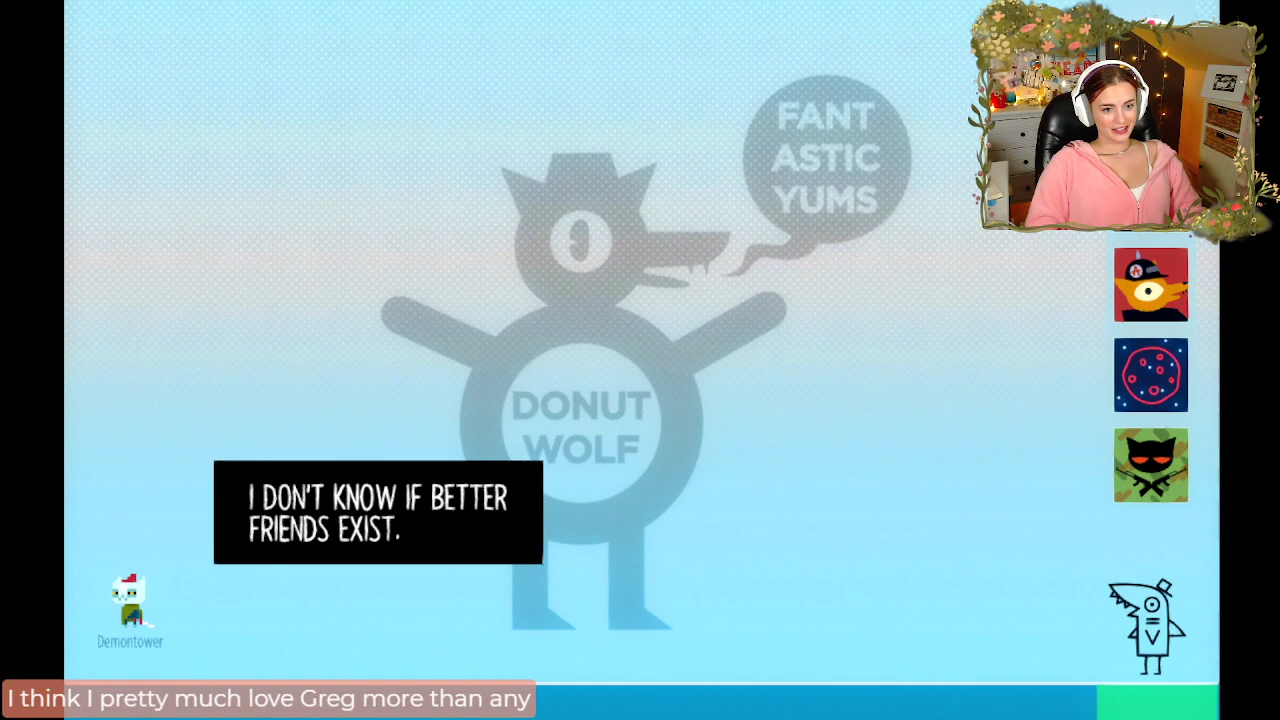 FANT
ASTIC
YUMS
DONUT
WOLF
I DON'T KNOW IF BETTER
FRIENDS EXIST.
Demontower
I think I pretty much love Greg more than any